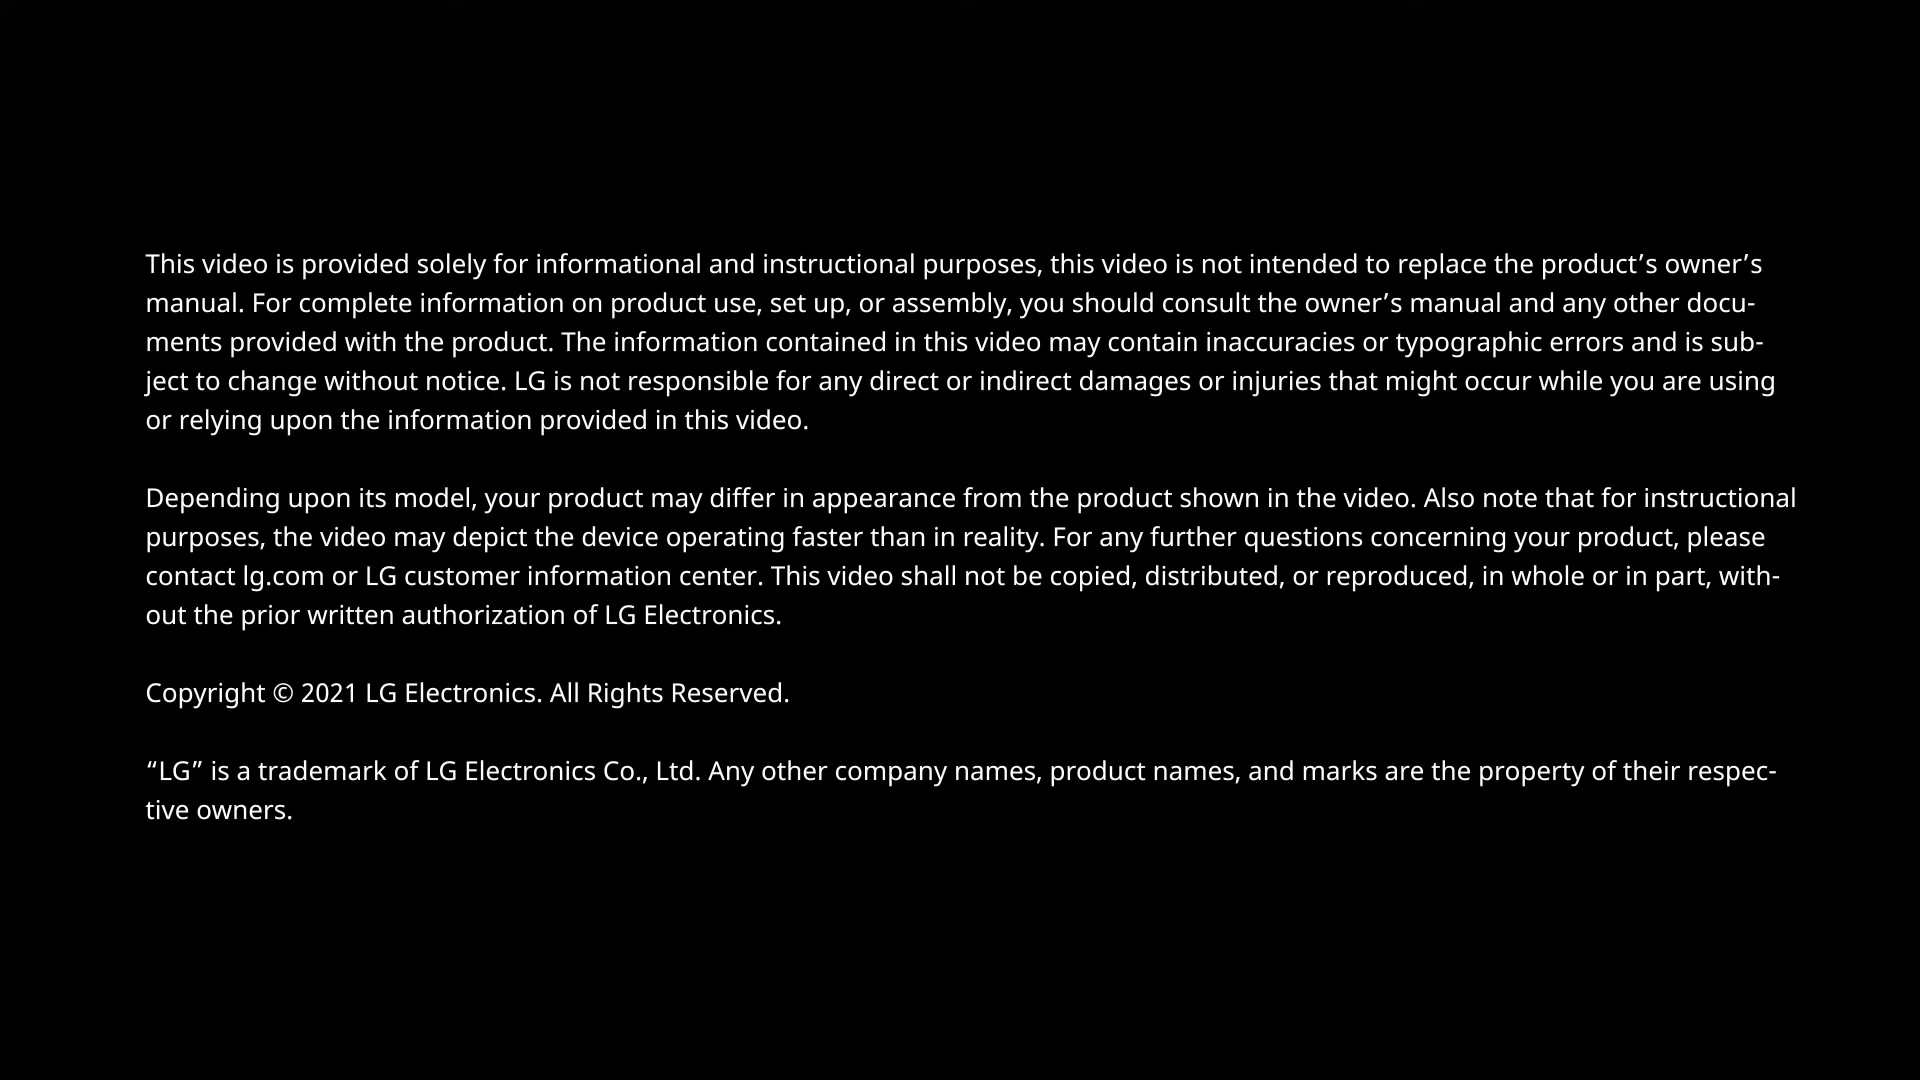 This video is provided solely for informational and instructional purposes, this video is not intended to replace the product’s owner’s
manual. For complete information on product use, set up, or assembly, you should consult the owner’s manual and any other docu-
ments provided with the product. The information contained in this video may contain inaccuracies or typographic errors and is sub-
ject to change without notice. LG is not responsible for any direct or indirect damages or injuries that might occur while you are using
or relying upon the information provided in this video.
Depending upon its model, your product may differ in appearance from the product shown in the video. Also note that for instructional
purposes, the video may depict the device operating faster than in reality. For any further questions concerning your product, please
contact lg.com or LG customer information center. This video shall not be copied, distributed, or reproduced, in whole or in part, with-
out the prior written authorization of LG Electronics.
Copyright © 2021 LG Electronics. All Rights Reserved.
“LG” is a trademark of LG Electronics Co., Ltd. Any other company names, product names, and marks are the property of their respec-
tive owners.